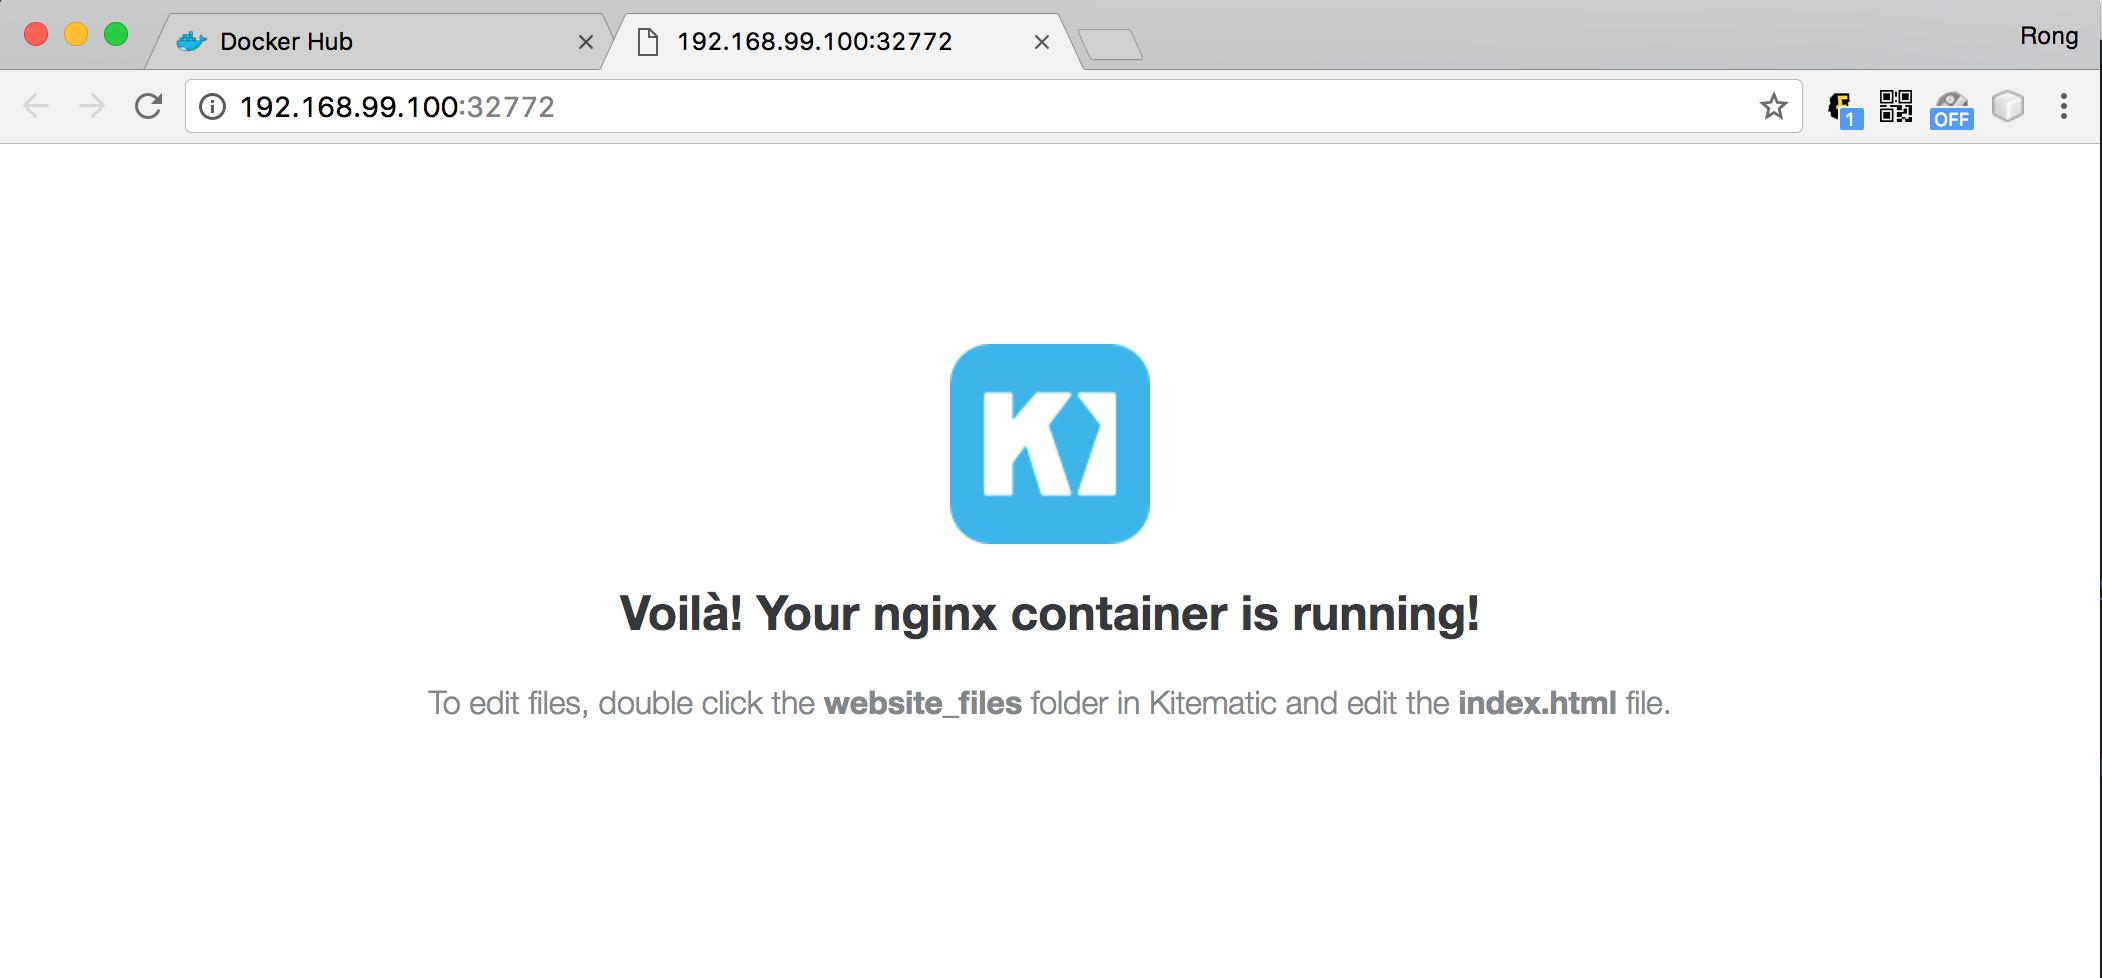 Docker Hub
192.168.99.100:32772
Rong
192.168.99.100:32772
1
OFF
KI
Voilà! Your nginx container is running!
To edit files, double click the website_files folder in Kitematic and edit the index.html file.